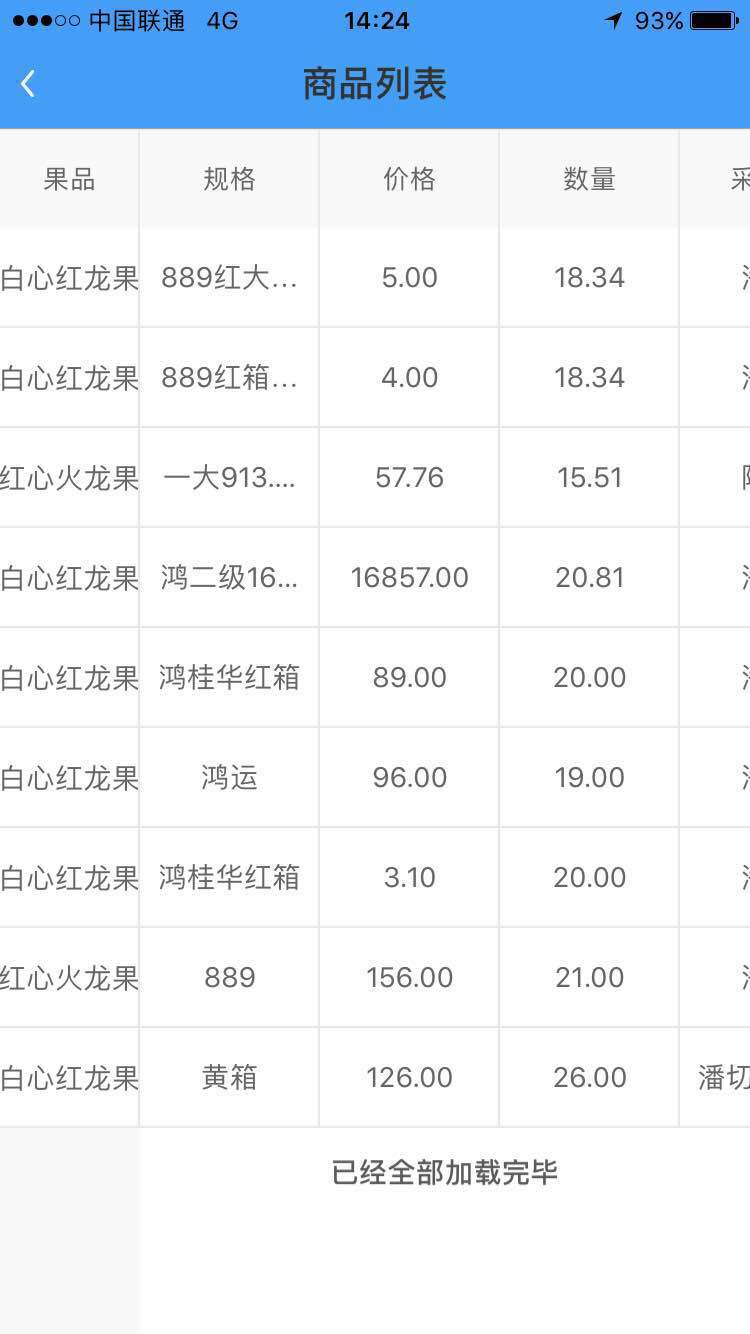 中国联通 4G 14:24 93%
商品列表
果品 规格 价格 数量 采
白心红龙果 889红大... 5.00 18.34
白心红龙果 889红箱... 4.00 18.34
红心火龙果 一大913.... 57.76 15.51
白心红龙果 鸿二级16... 16857.00 20.81
白心红龙果 鸿桂华红箱 89.00 20.00
白心红龙果 鸿运 96.00 19.00
白心红龙果 鸿桂华红箱 3.10 20.00
红心火龙果 889 156.00 21.00
白心红龙果 黄箱 126.00 26.00 潘切
已经全部加载完毕